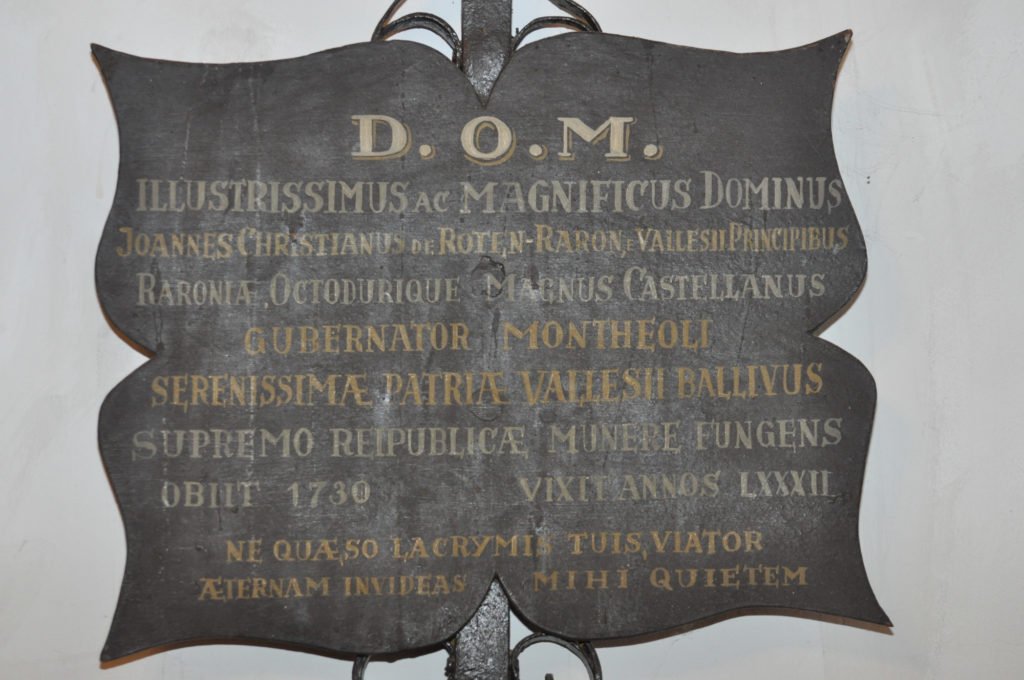 D. O. M.
ILLUSTRISSIMUS AC MAGNIFICUS DOMINUS
JOANNES CHRISTIANUS DE ROTEN-RARON, E VALLESII PRINCIPIBUS
RARONIÆ, OCTODURIQUE MAGNUS CASTELLANUS
GUBERNATOR MONTHEOLI
SERENISSIMÆ PATRIÆ VALLESII BALLIVUS
SUPREMO REIPUBLICÆ MUNERE FUNGENS
OBIIT 1730 VIXIT ANNOS LXXXII
NE QUÆSO LACRYMIS TUIS, VIATOR
ÆTERNAM INVIDEAS MIHI QUIETEM